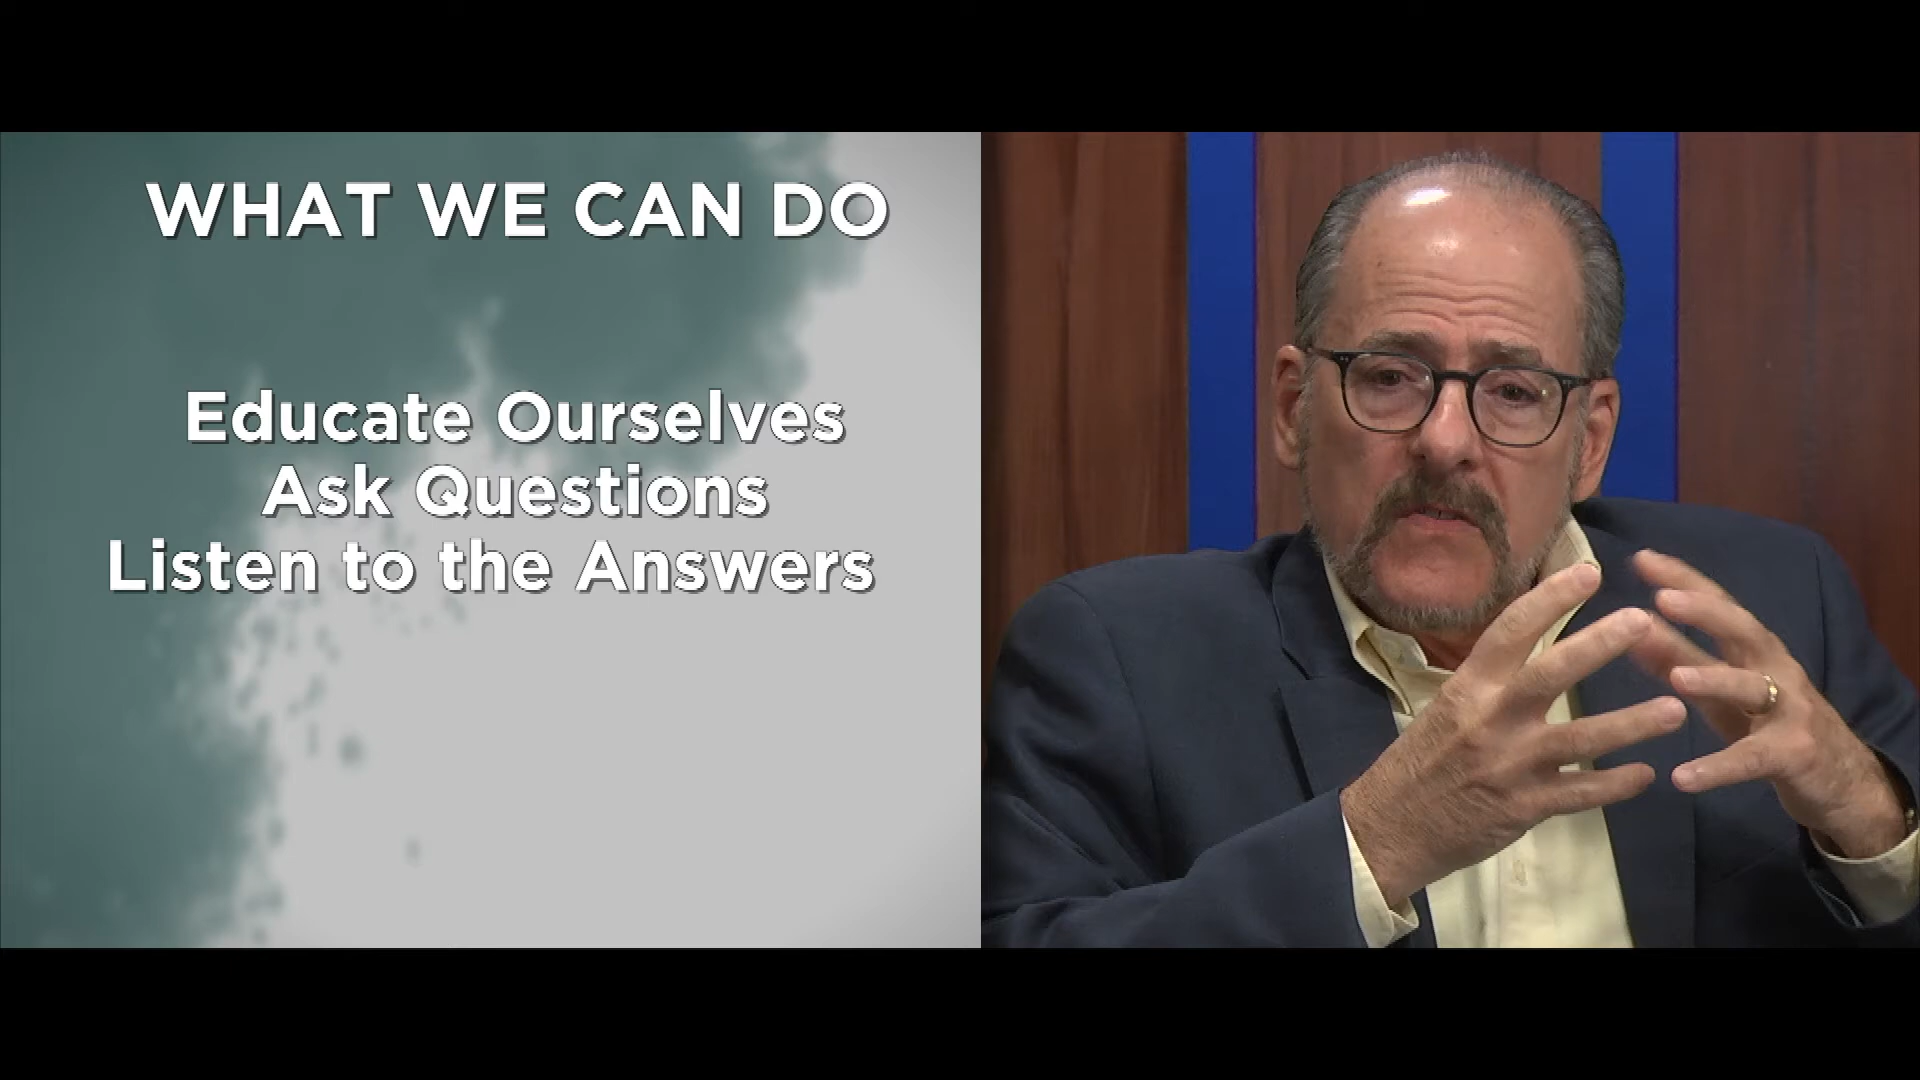 WHAT WE CAN DO
Educate Ourselves
Ask Questions
Listen to the Answers